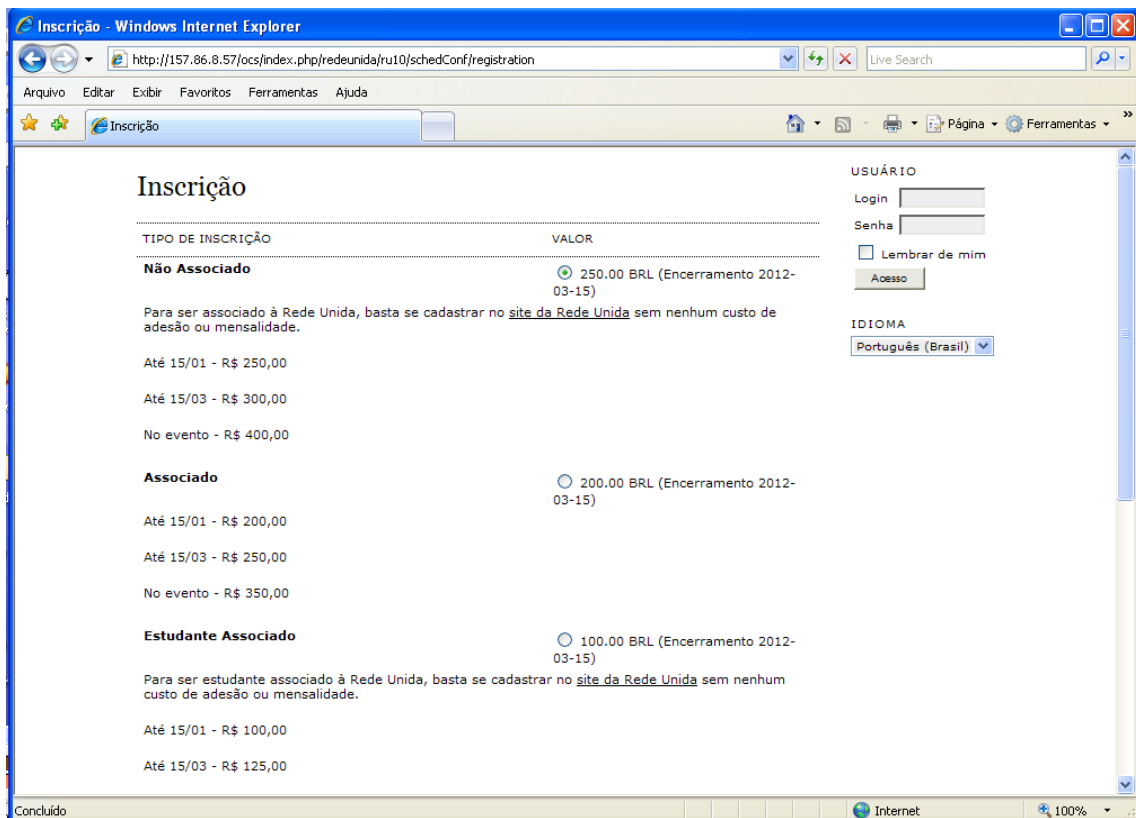 Inscrição - Windows Internet Explorer
http://157.86.8.57/ocs/index.php/redeunida/ru10/schedConf/registration
Live Search
Arquivo Editar Exibir Favoritos Ferramentas Ajuda
Inscrição
Página
Ferramentas
»
Inscrição
TIPO DE INSCRIÇÃO VALOR
Não Associado
250.00 BRL (Encerramento 2012-
03-15)
Para ser associado à Rede Unida, basta se cadastrar no site da Rede Unida sem nenhum custo de
adesão ou mensalidade.
Até 15/01 - R$ 250,00
Até 15/03 - R$ 300,00
No evento - R$ 400,00
Associado
200.00 BRL (Encerramento 2012-
03-15)
Até 15/01 - R$ 200,00
Até 15/03 - R$ 250,00
No evento - R$ 350,00
Estudante Associado
100.00 BRL (Encerramento 2012-
03-15)
Para ser estudante associado à Rede Unida, basta se cadastrar no site da Rede Unida sem nenhum
custo de adesão ou mensalidade.
Até 15/01 - R$ 100,00
Até 15/03 - R$ 125,00
USUÁRIO
Login
Senha
Lembrar de mim
Acesso
IDIOMA
Português (Brasil)
Concluído
Internet
100%